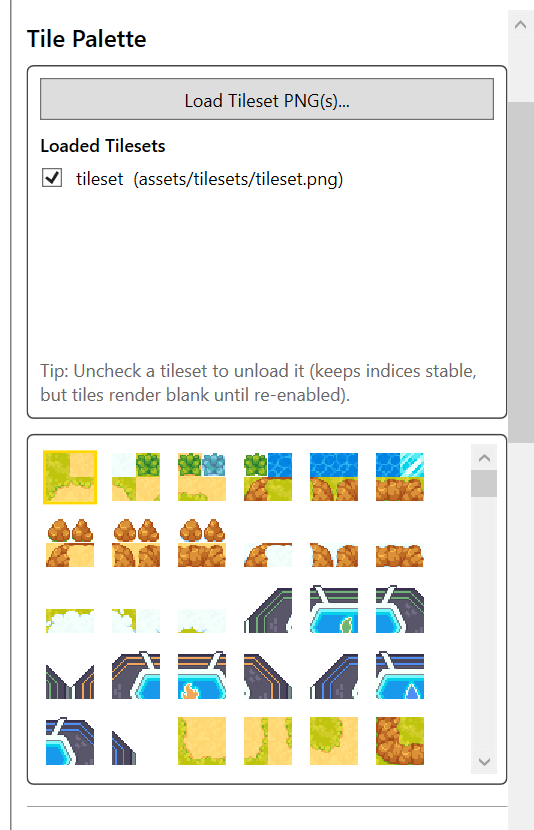 Tile Palette
Load Tileset PNG(s)...
Loaded Tilesets
tileset (assets/tilesets/tileset.png)
Tip: Uncheck a tileset to unload it (keeps indices stable,
but tiles render blank until re-enabled).